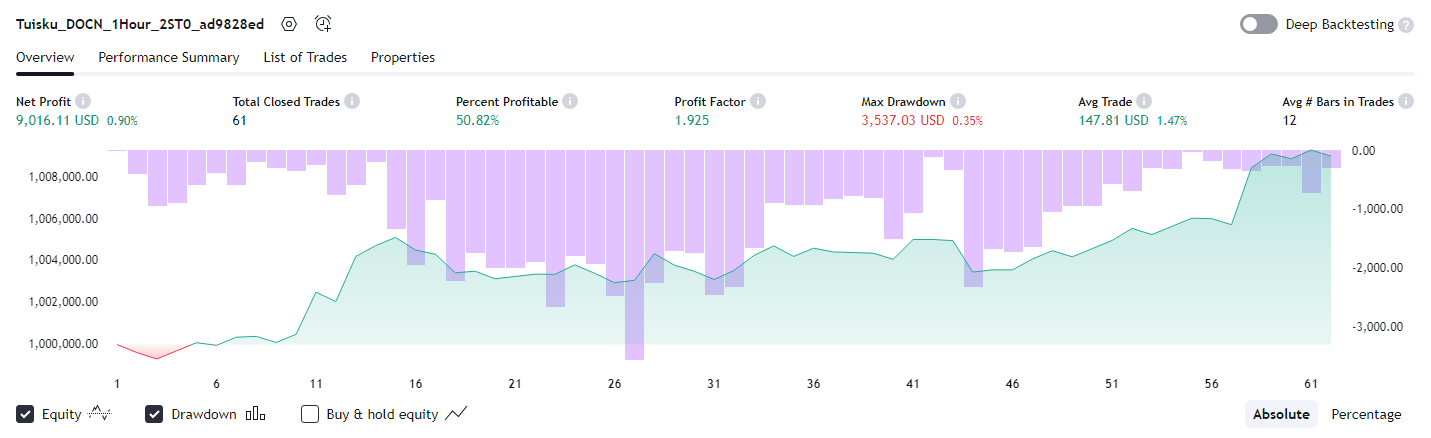 Tuisku_DOCN_1Hour_2ST0_ad9828ed
Deep Backtesting ?
Overview Performance Summary List of Trades Properties
Net Profit Total Closed Trades Percent Profitable Profit Factor Max Drawdown Avg Trade Avg # Bars in Trades
9,016.11 USD 0.90% 61 50.82% 1.925 3,537.03 USD 0.35% 147.81 USD 1.47% 12
0.00
1,008,000.00
-1,000.00
1,006,000.00
1,004,000.00
-2,000.00
1,002,000.00
-3,000.00
1,000,000.00
1 6 11 16 21 26 31 36 41 46 51 56 61
Equity Drawdown Buy & hold equity Absolute Percentage